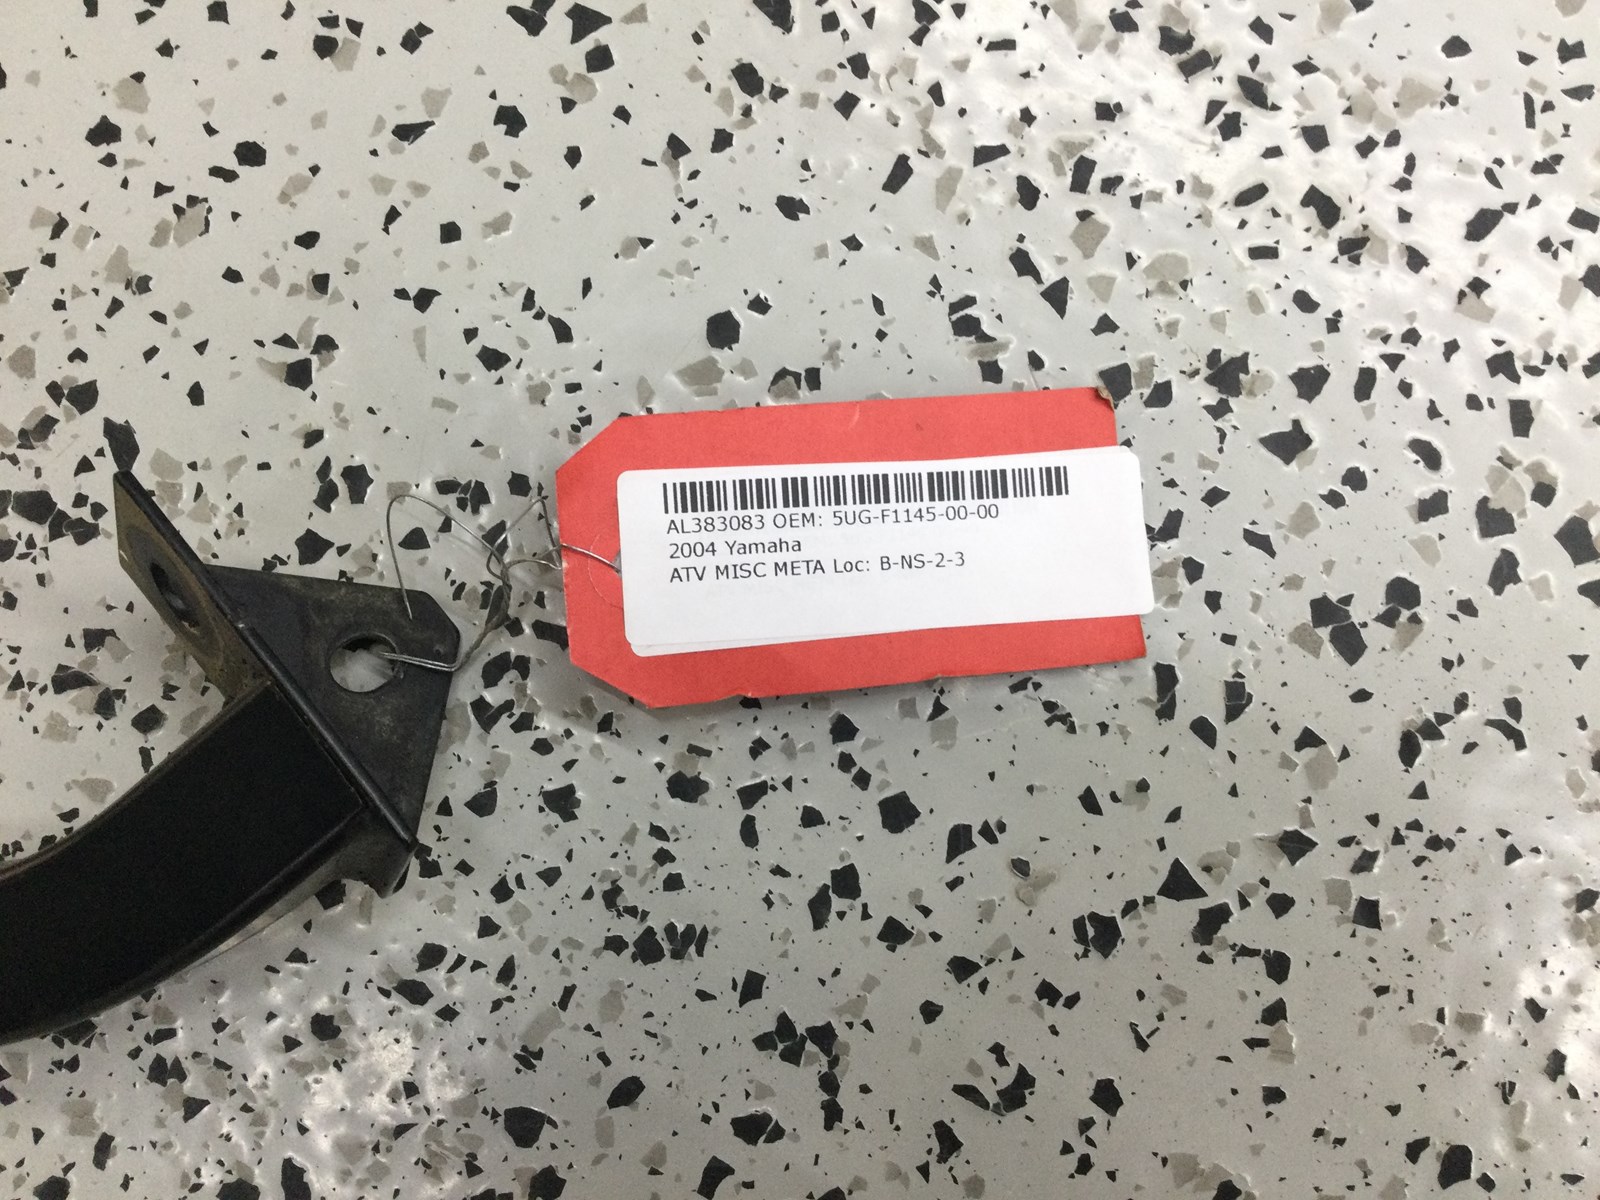 AL383083 OEM: 5UG-F1145-00-00
2004 Yamaha
ATV MISC META Loc: B-NS-2-3